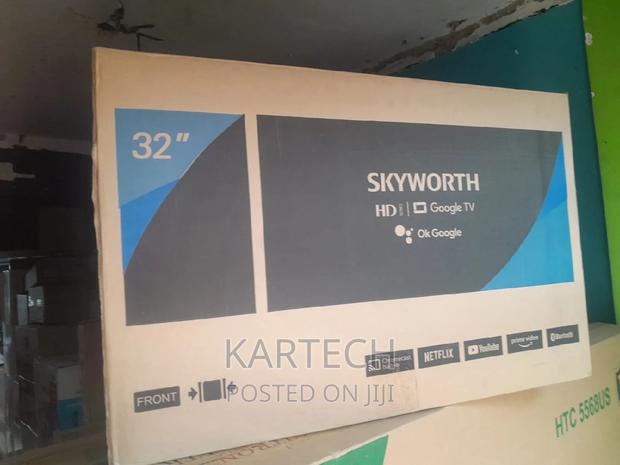 32"
SKYWORTH
HD | Google TV
Ok Google
Chromecast
NETFLIX
YouTube
prime video
Bluetooth
FRONT
KARTECH
POSTED ON JIJI
HTC 5568US